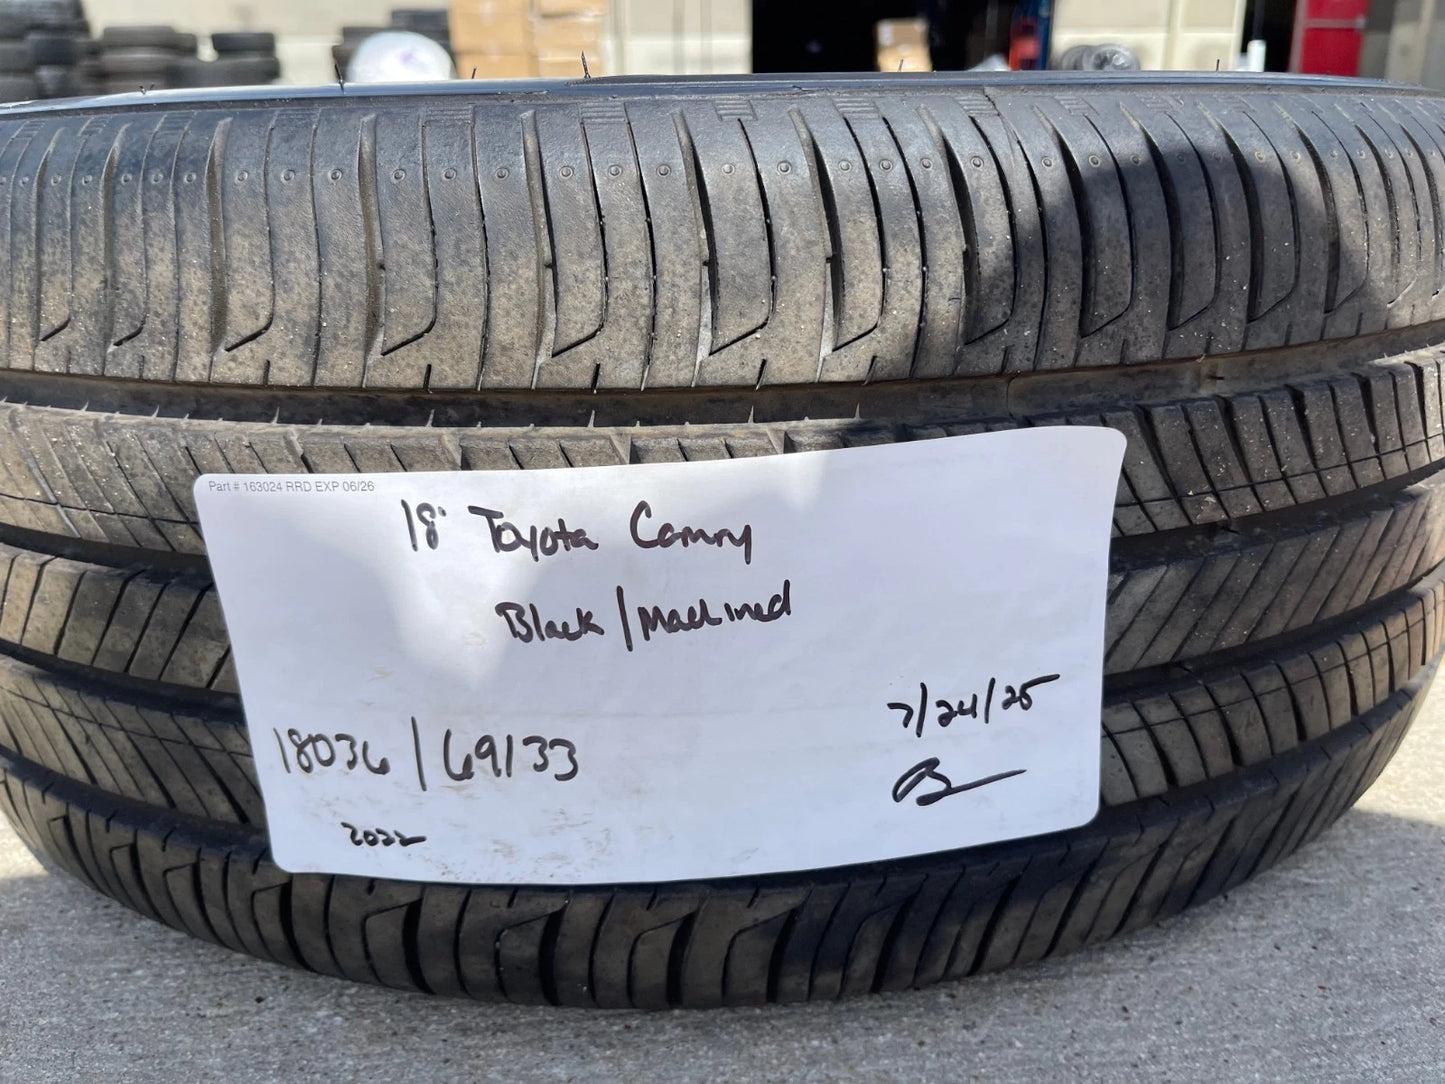 Part # 163024 RRD EXP 06/26
18" Toyota Camry
Black/Machined
7/24/25
18036/69133
2022